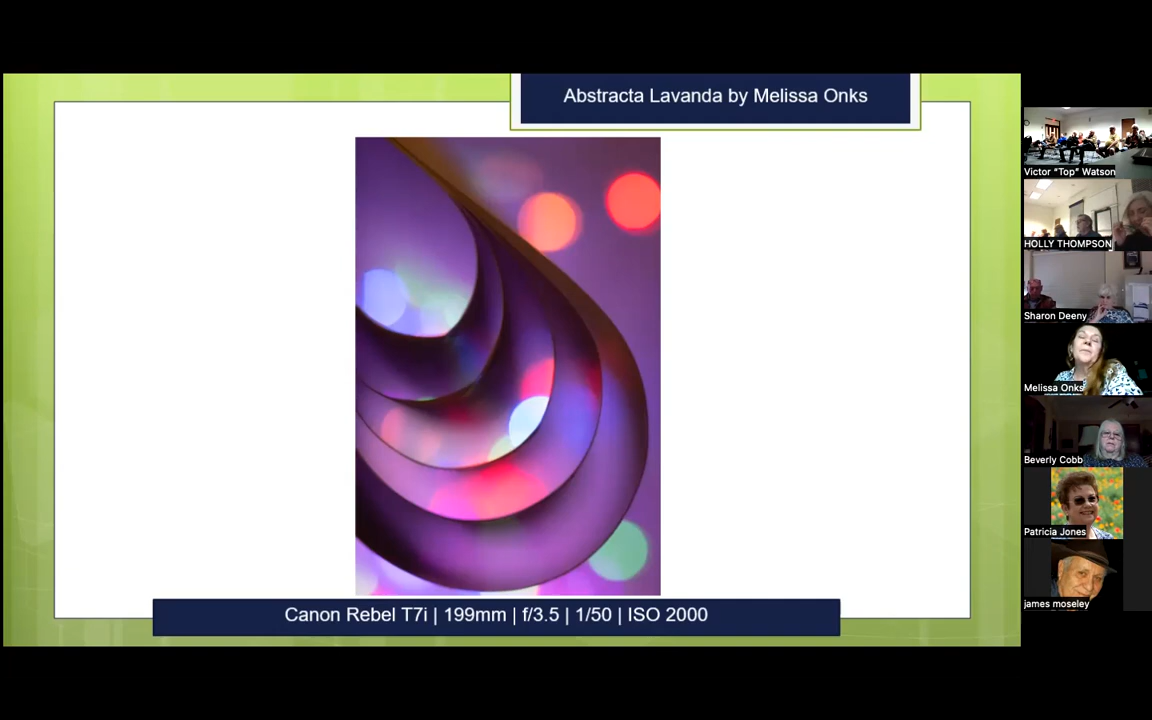 Abstracta Lavanda by Melissa Onks
Canon Rebel T7i | 199mm | f/3.5 | 1/50 | ISO 2000
Victor “Top” Watson
HOLLY THOMPSON
Sharon Deeny
Melissa Onks
Beverly Cobb
Patricia Jones
james moseley